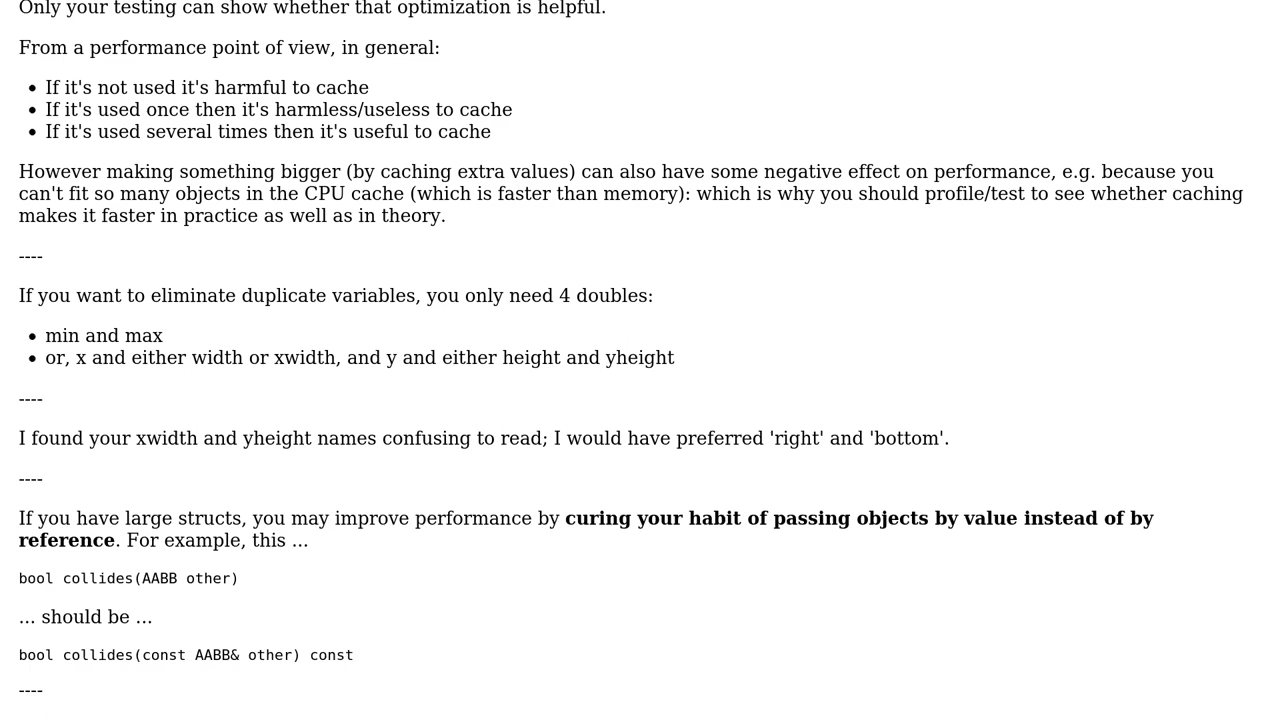 Only your testing can show whether that optimization is helpful.
From a performance point of view, in general:
• If it's not used it's harmful to cache
• If it's used once then it's harmless/useless to cache
• If it's used several times then it's useful to cache
However making something bigger (by caching extra values) can also have some negative effect on performance, e.g. because you
can't fit so many objects in the CPU cache (which is faster than memory): which is why you should profile/test to see whether caching
makes it faster in practice as well as in theory.
----
If you want to eliminate duplicate variables, you only need 4 doubles:
• min and max
• or, x and either width or xwidth, and y and either height and yheight
----
I found your xwidth and yheight names confusing to read; I would have preferred 'right' and 'bottom'.
----
If you have large structs, you may improve performance by curing your habit of passing objects by value instead of by
reference. For example, this ...
bool collides(AABB other)
... should be ...
bool collides(const AABB& other) const
----